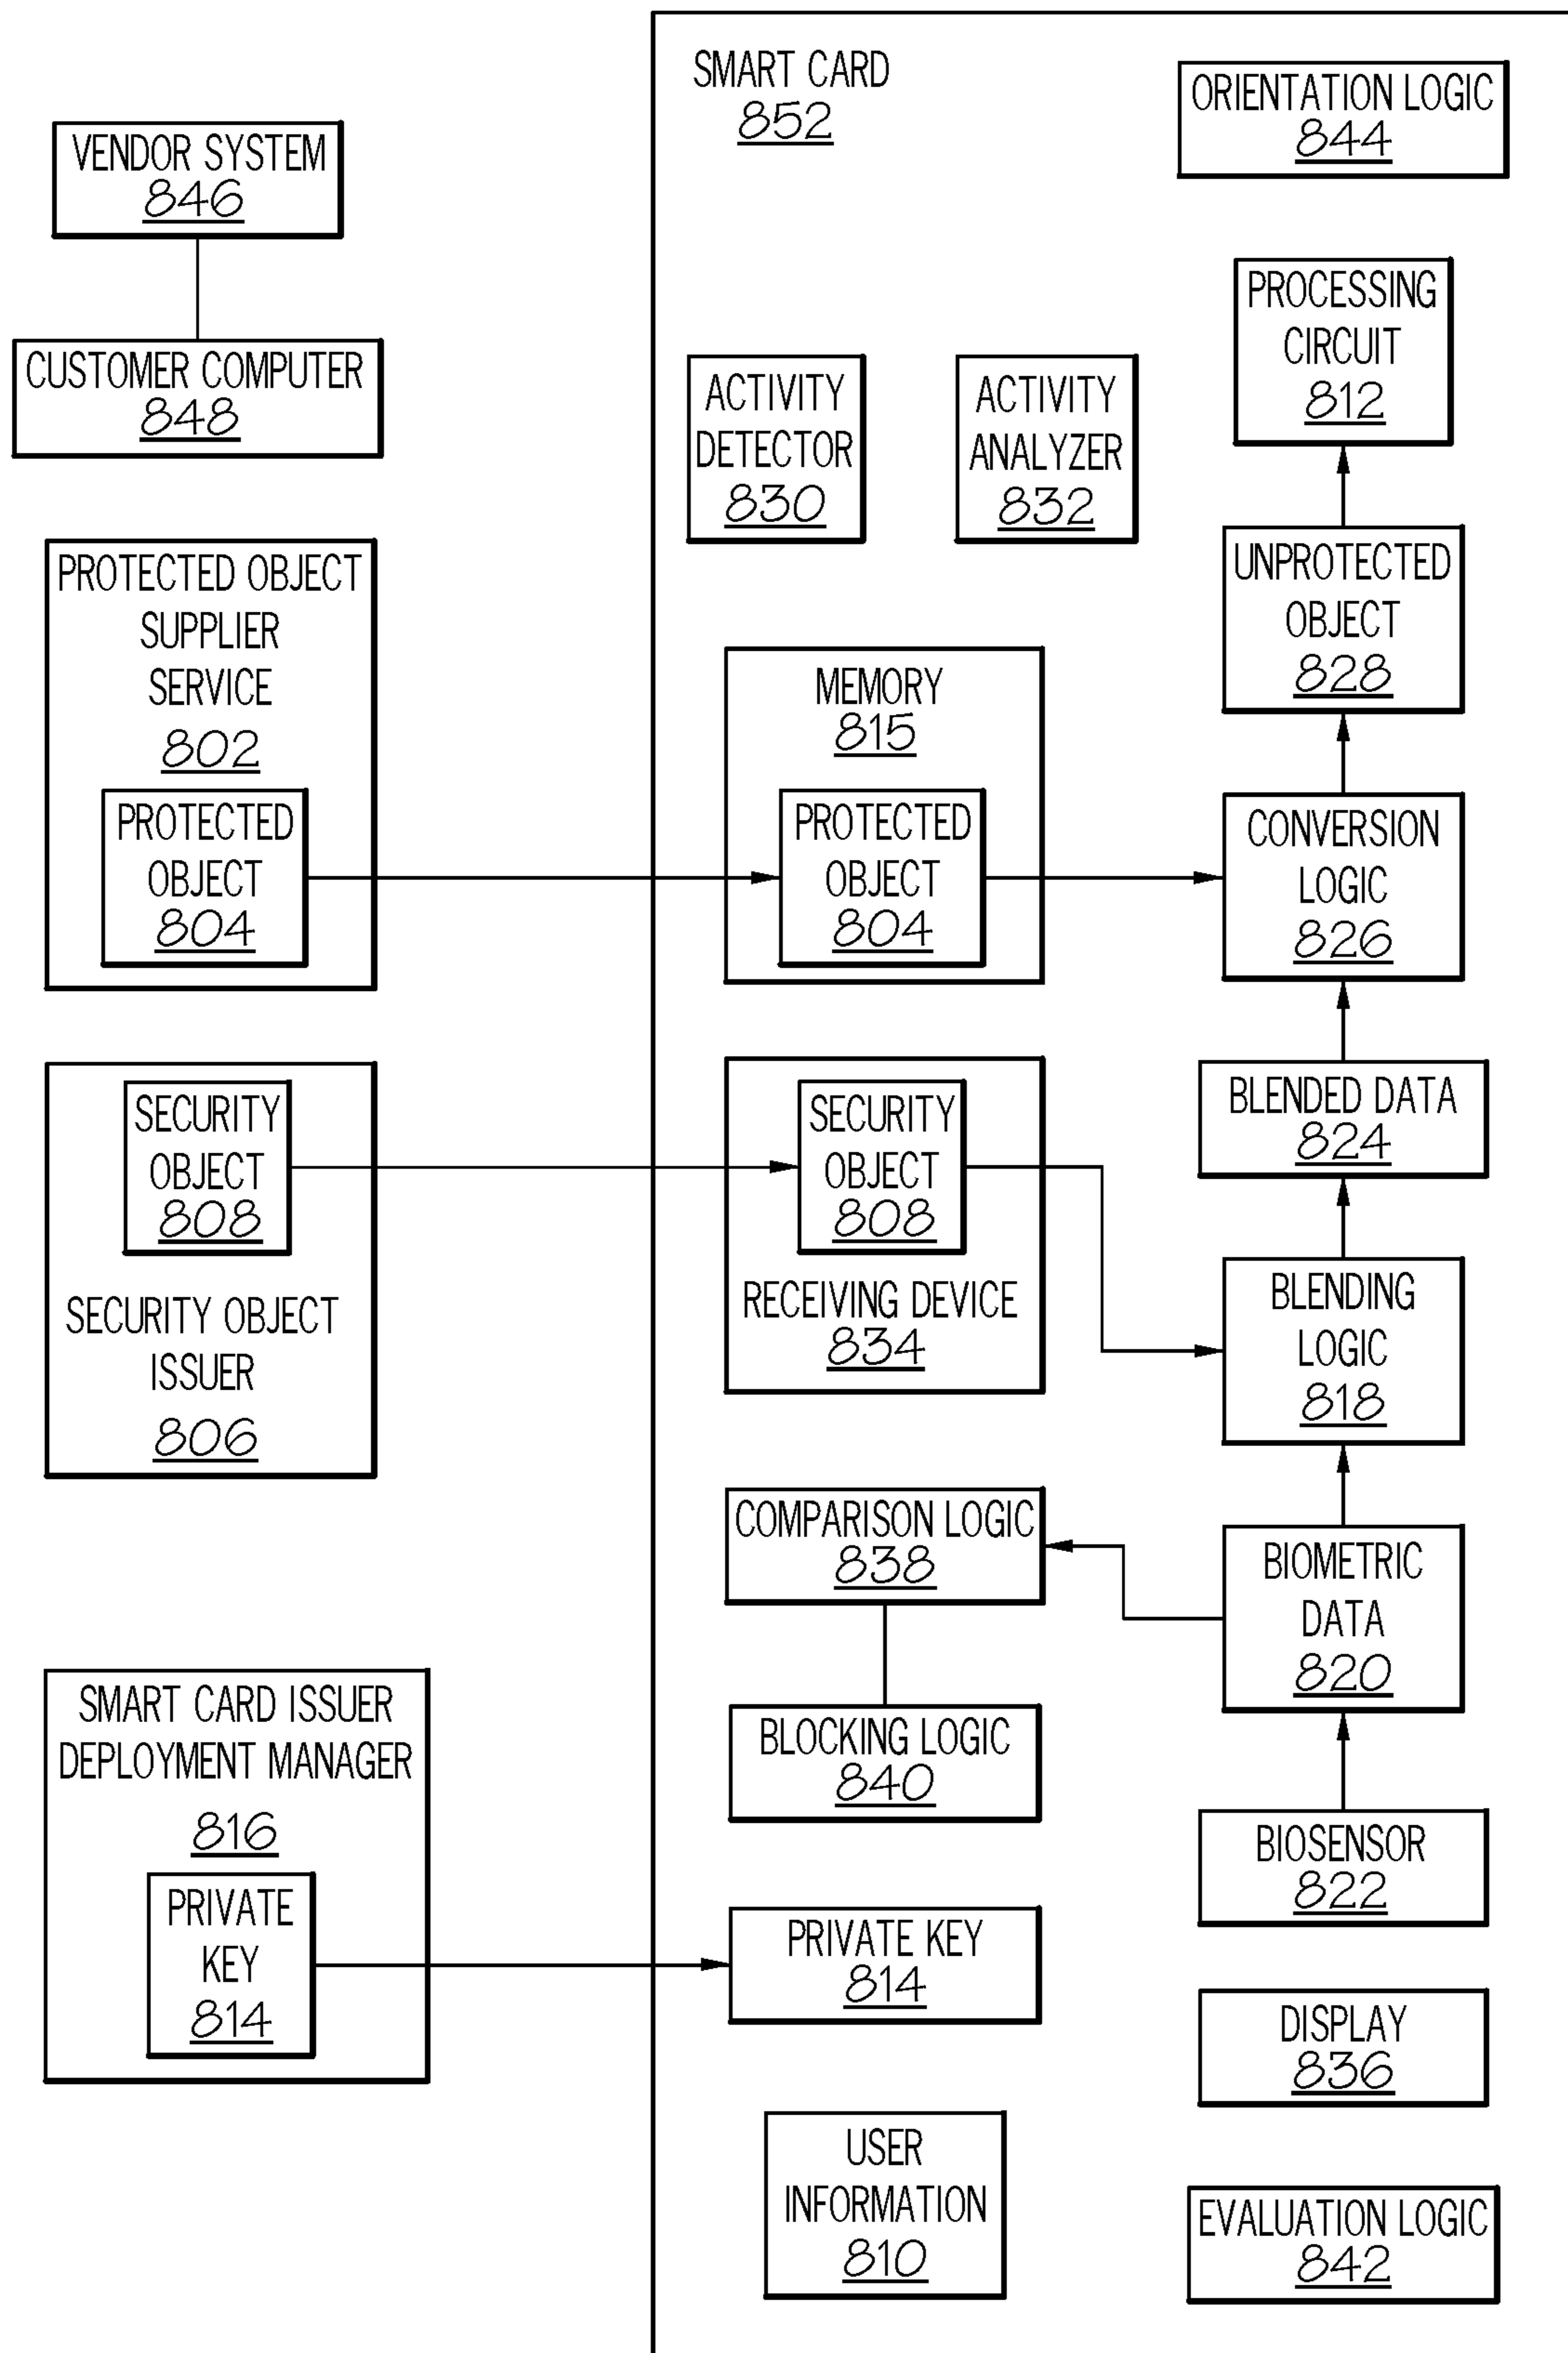 VENDOR SYSTEM
846
CUSTOMER COMPUTER
848
PROTECTED OBJECT
SUPPLIER
SERVICE
802
PROTECTED
OBJECT
804
SECURITY
OBJECT
808
SECURITY OBJECT
ISSUER
806
SMART CARD ISSUER
DEPLOYMENT MANAGER
816
PRIVATE
KEY
814
SMART CARD
852
ACTIVITY
DETECTOR
830
ACTIVITY
ANALYZER
832
MEMORY
815
PROTECTED
OBJECT
804
SECURITY
OBJECT
808
RECEIVING DEVICE
834
COMPARISON LOGIC
838
BLOCKING LOGIC
840
PRIVATE KEY
814
USER
INFORMATION
810
ORIENTATION LOGIC
844
PROCESSING
CIRCUIT
812
UNPROTECTED
OBJECT
828
CONVERSION
LOGIC
826
BLENDED DATA
824
BLENDING
LOGIC
818
BIOMETRIC
DATA
820
BIOSENSOR
822
DISPLAY
836
EVALUATION LOGIC
842